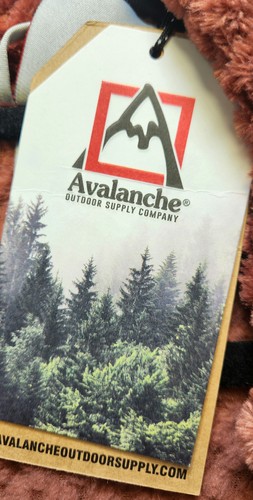 Avalanche®
OUTDOOR SUPPLY COMPANY
AVALANCHEOUTDOORSUPPLY.COM